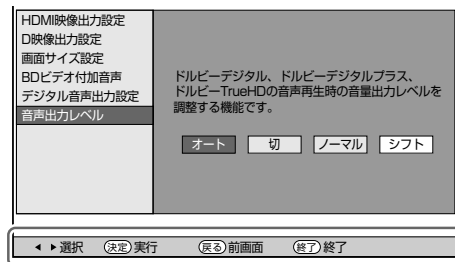 HDMI映像出力設定
D映像出力設定
画面サイズ設定
BDビデオ付加音声
デジタル音声出力設定
音声出力レベル
ドルビーデジタル、ドルビーデジタルプラス、
ドルビーTrueHDの音声再生時の音量出力レベルを
調整する機能です。
オート 切 ノーマル シフト
選択 決定 実行 戻る 前画面 終了 終了